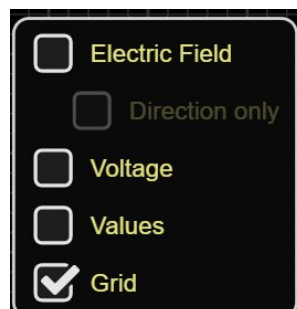 Electric Field
Direction only
Voltage
Values
Grid